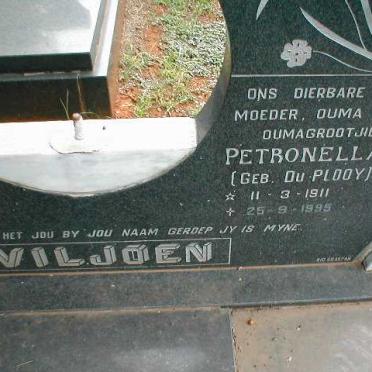 ONS DIERBARE
MOEDER, OUMA
OUMAGROOTJIE
PETRONELLA
(GEB. DU PLOOY)
☆ 11-3-1911
+ 25-9-1995
HET JOU BY JOU NAAM GEROEP JY IS MYNE.
VILJOEN